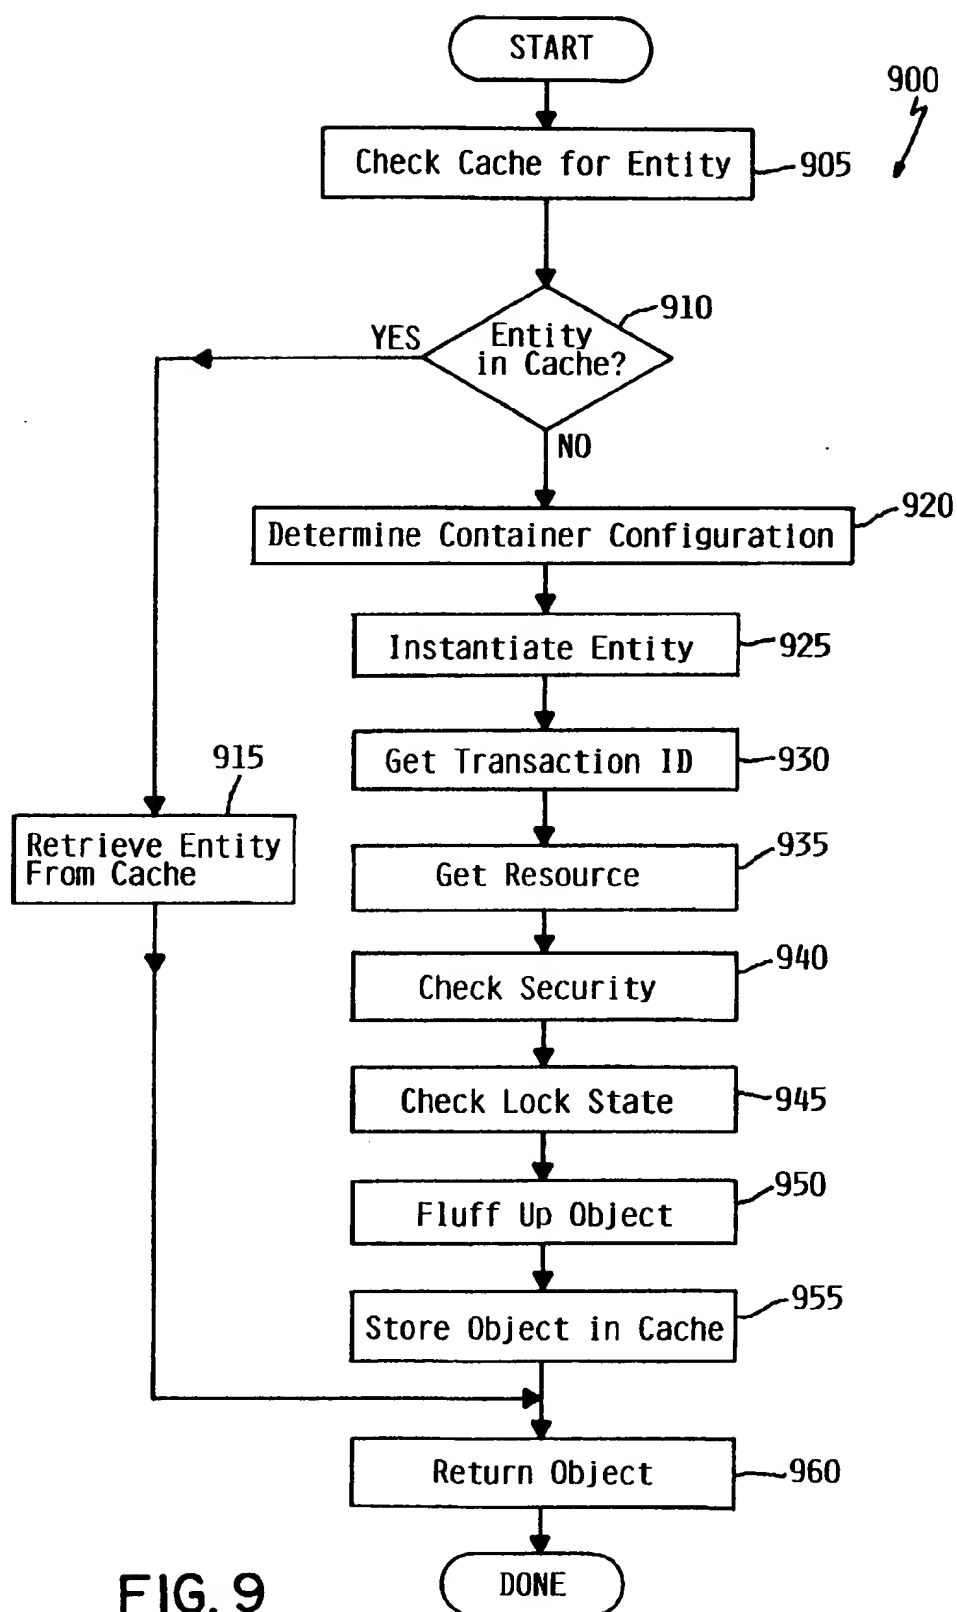 START
900
Check Cache for Entity
905
910
YES
Entity
in Cache?
NO
920
Determine Container Configuration
Instantiate Entity
925
915
Get Transaction ID
930
Retrieve Entity
From Cache
935
Get Resource
940
Check Security
Check Lock State
945
950
Fluff Up Object
955
Store Object in Cache
Return Object
960
DONE
FIG. 9